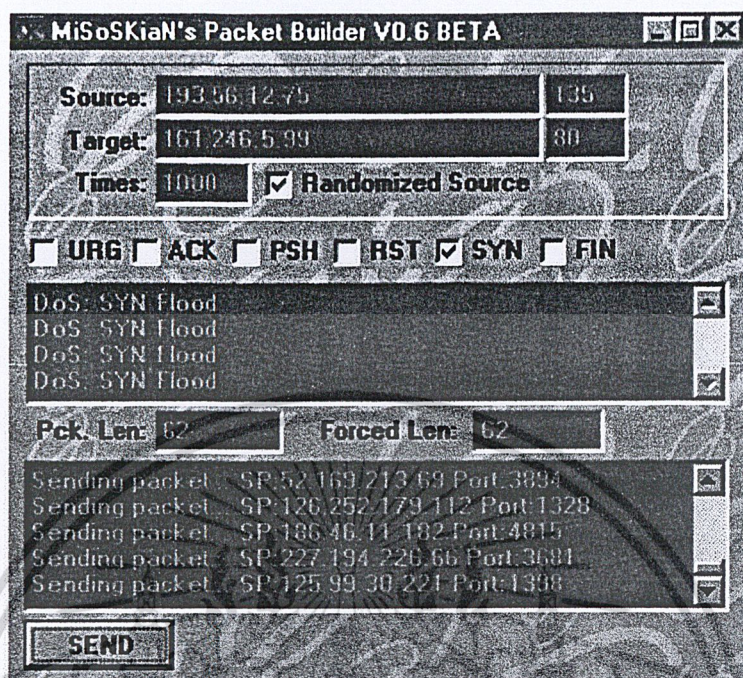 MiSoSKiaN's Packet Builder V0.6 BETA
Source: 193.56.12.75 135
Target: 161.246.5.99 80
Times: 1000 Randomized Source
URG ACK PSH RST SYN FIN
DoS: SYN Flood
DoS: SYN Flood
DoS: SYN Flood
DoS: SYN Flood
Pck. Len: 62 Forced Len: 62
Sending packet... SP:52.169.213.69 Port:3894
Sending packet... SP:126.252.179.112 Port:1328
Sending packet... SP:186.46.11.182 Port:4815
Sending packet... SP:227.194.226.66 Port:3681
Sending packet... SP:125.99.30.221 Port:1398
SEND